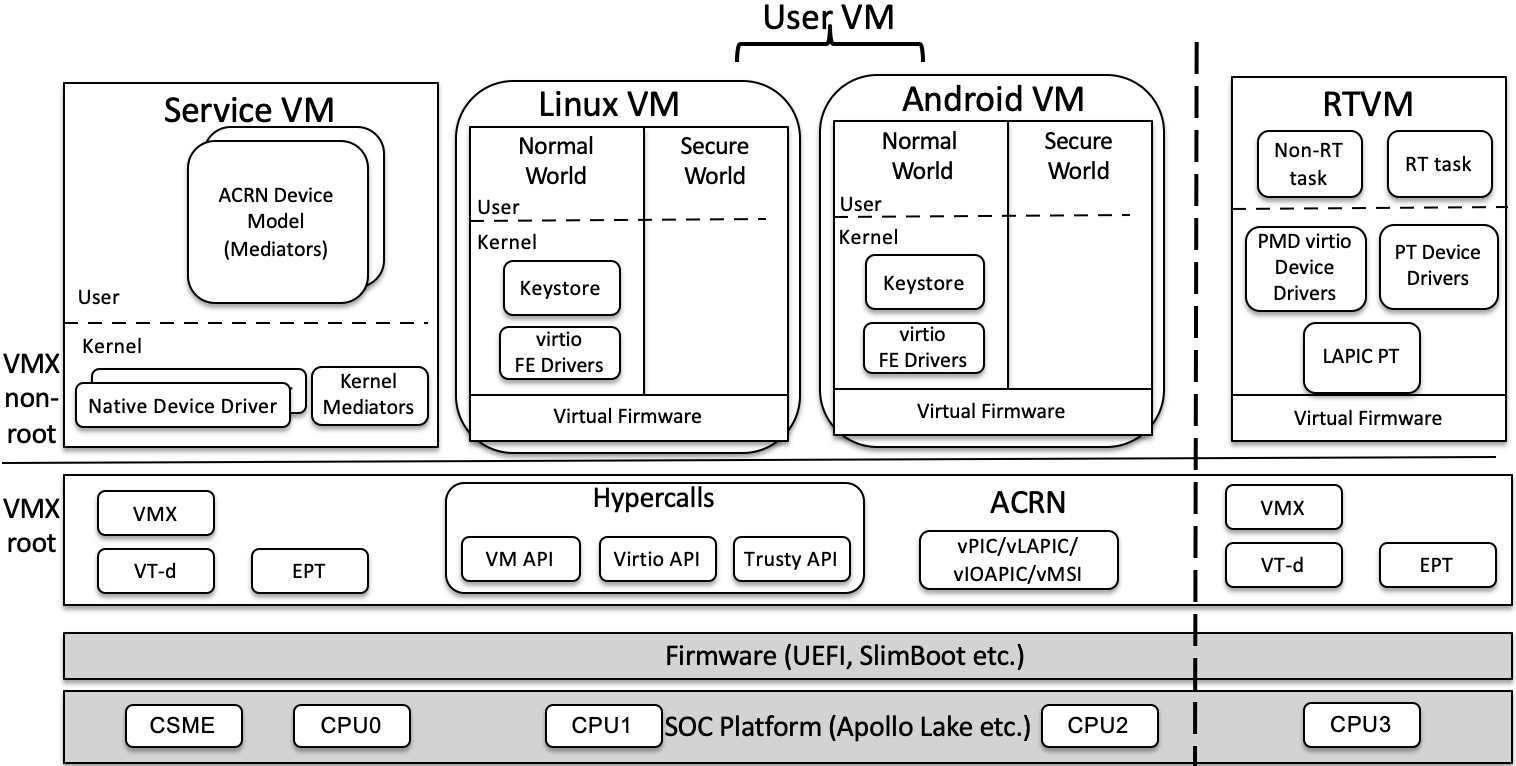 User VM
Service VM
ACRN Device
Model
(Mediators)
User
Kernel
Native Device Driver
Kernel
Mediators
Linux VM
Normal
World
Secure
World
User
Kernel
Keystore
virtio
FE Drivers
Virtual Firmware
Android VM
Normal
World
Secure
World
User
Kernel
Keystore
virtio
FE Drivers
Virtual Firmware
RTVM
Non-RT
task
RT task
PMD virtio
Device
Drivers
PT Device
Drivers
LAPIC PT
Virtual Firmware
VMX
non-
root
VMX
root
VMX
VT-d
EPT
Hypercalls
VM API
Virtio API
Trusty API
ACRN
vPIC/vLAPIC/
vIOAPIC/vMSI
VMX
VT-d
EPT
Firmware (UEFI, SlimBoot etc.)
CSME
CPU0
CPU1
SOC Platform (Apollo Lake etc.)
CPU2
CPU3